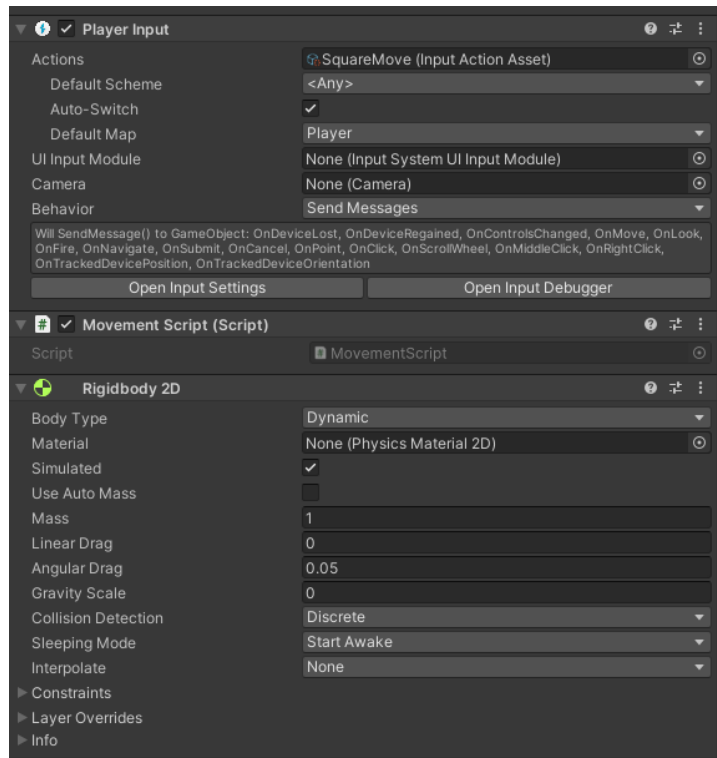 Player Input
Actions SquareMove (Input Action Asset)
Default Scheme <Any>
Auto-Switch
Default Map Player
UI Input Module None (Input System UI Input Module)
Camera None (Camera)
Behavior Send Messages
Will SendMessage() to GameObject: OnDeviceLost, OnDeviceRegained, OnControlsChanged, OnMove, OnLook,
OnFire, OnNavigate, OnSubmit, OnCancel, OnPoint, OnClick, OnScrollWheel, OnMiddleClick, OnRightClick,
OnTrackedDevicePosition, OnTrackedDeviceOrientation
Open Input Settings Open Input Debugger
# Movement Script (Script)
Script MovementScript
Rigidbody 2D
Body Type Dynamic
Material None (Physics Material 2D)
Simulated
Use Auto Mass
Mass 1
Linear Drag 0
Angular Drag 0.05
Gravity Scale 0
Collision Detection Discrete
Sleeping Mode Start Awake
Interpolate None
Constraints
Layer Overrides
Info